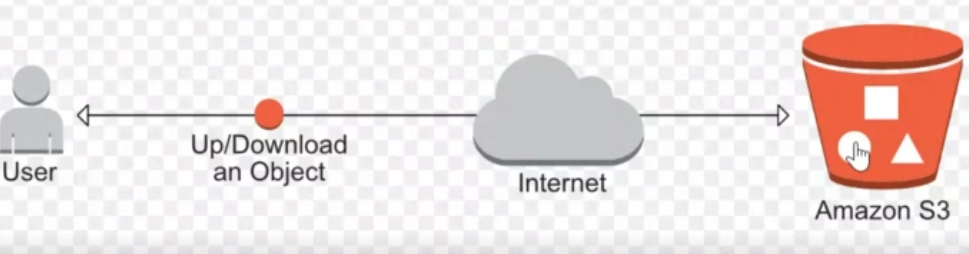 User
Up/Download
an Object
Internet
Amazon S3